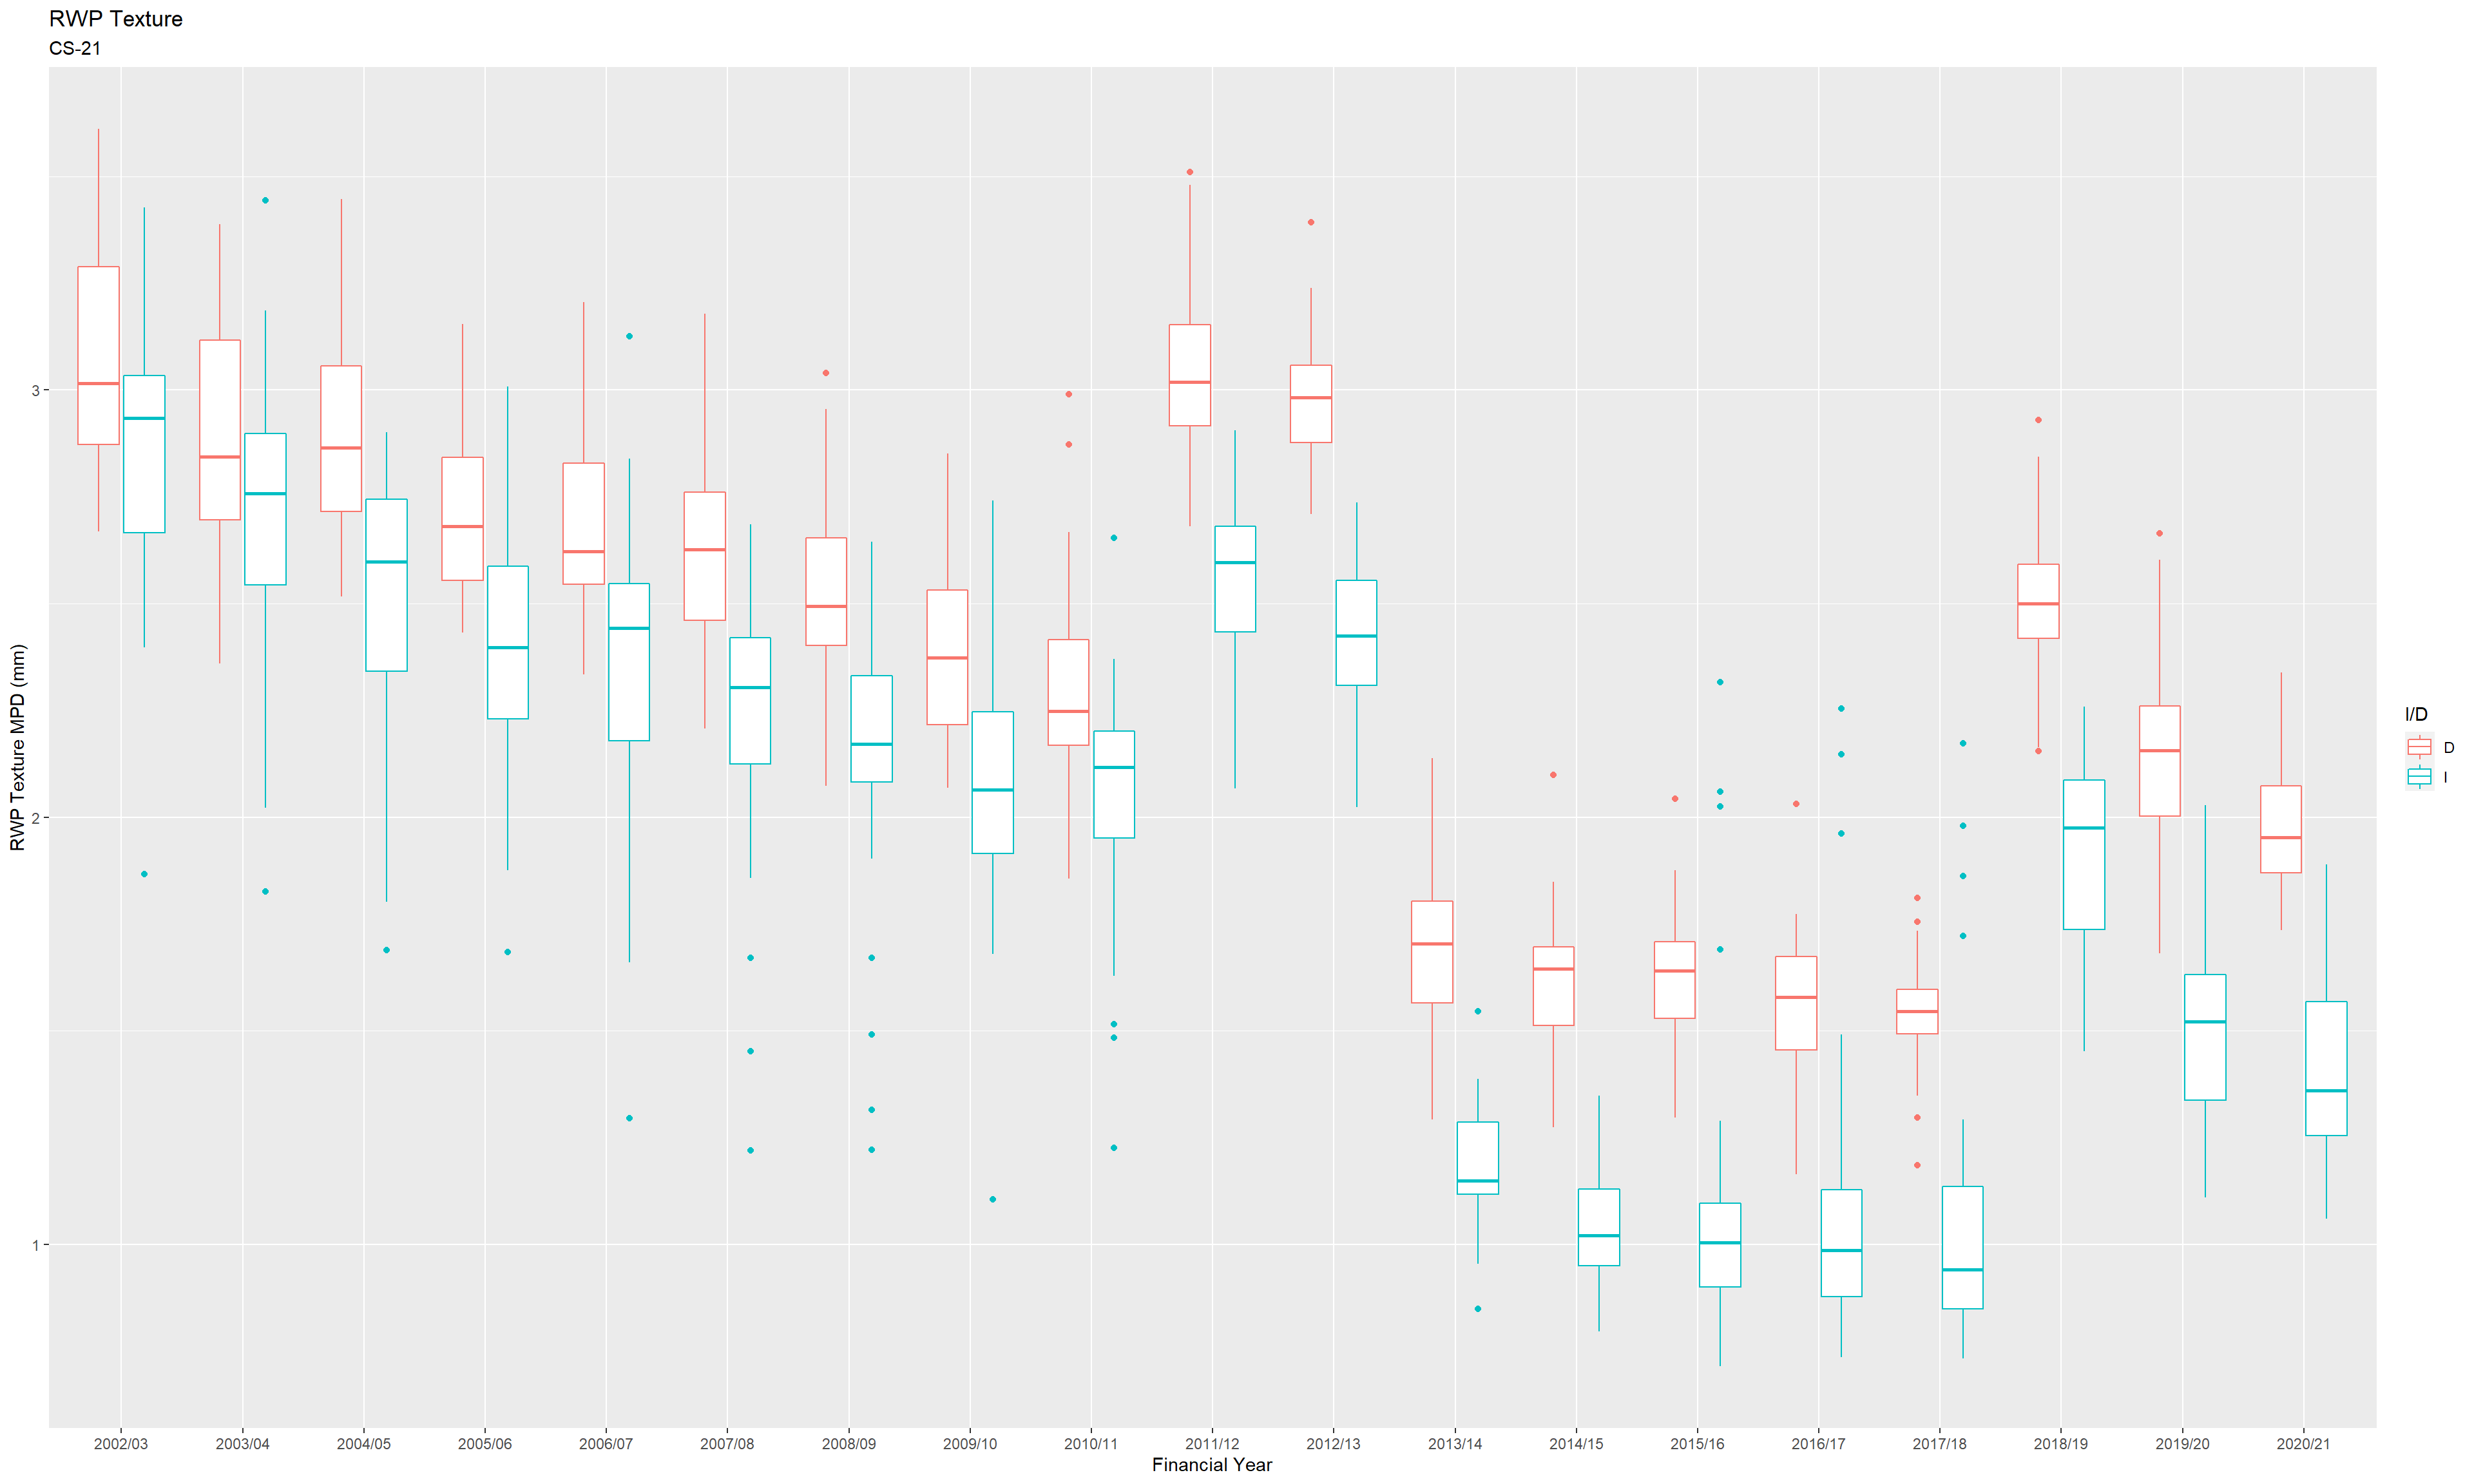 RWP Texture
CS-21
RWP Texture MPD (mm)
3
2
1
2002/03 2003/04 2004/05 2005/06 2006/07 2007/08 2008/09 2009/10 2010/11 2011/12 2012/13 2013/14 2014/15 2015/16 2016/17 2017/18 2018/19 2019/20 2020/21
Financial Year
I/D
D
I